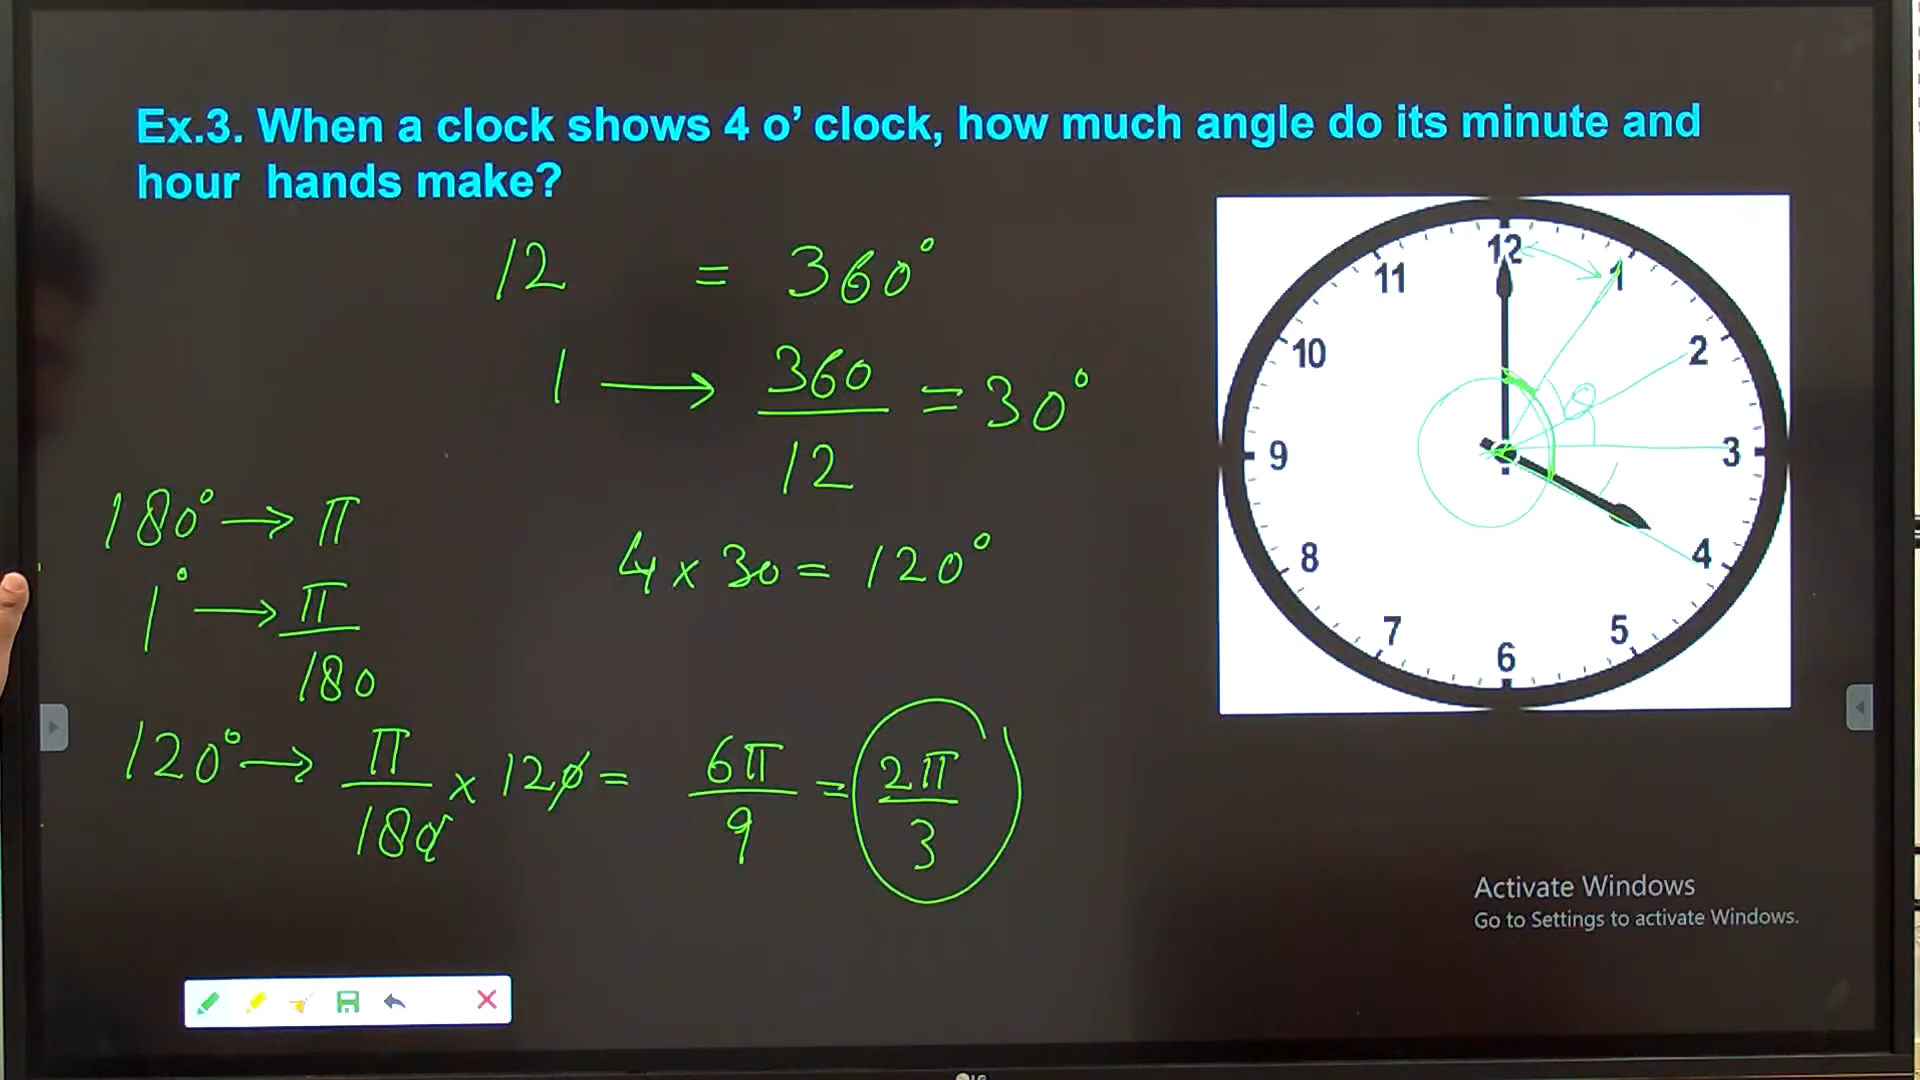 Ex.3. When a clock shows 4 o’ clock, how much angle do its minute and
hour hands make?
12 = 360°
1 → 360/12 = 30°
4 × 30 = 120°
180° → π
1° → π/180
120° → π/180 × 120 = 6π/9 = 2π/3
12
1
2
3
4
5
6
7
8
9
10
11
Activate Windows
Go to Settings to activate Windows.
LG